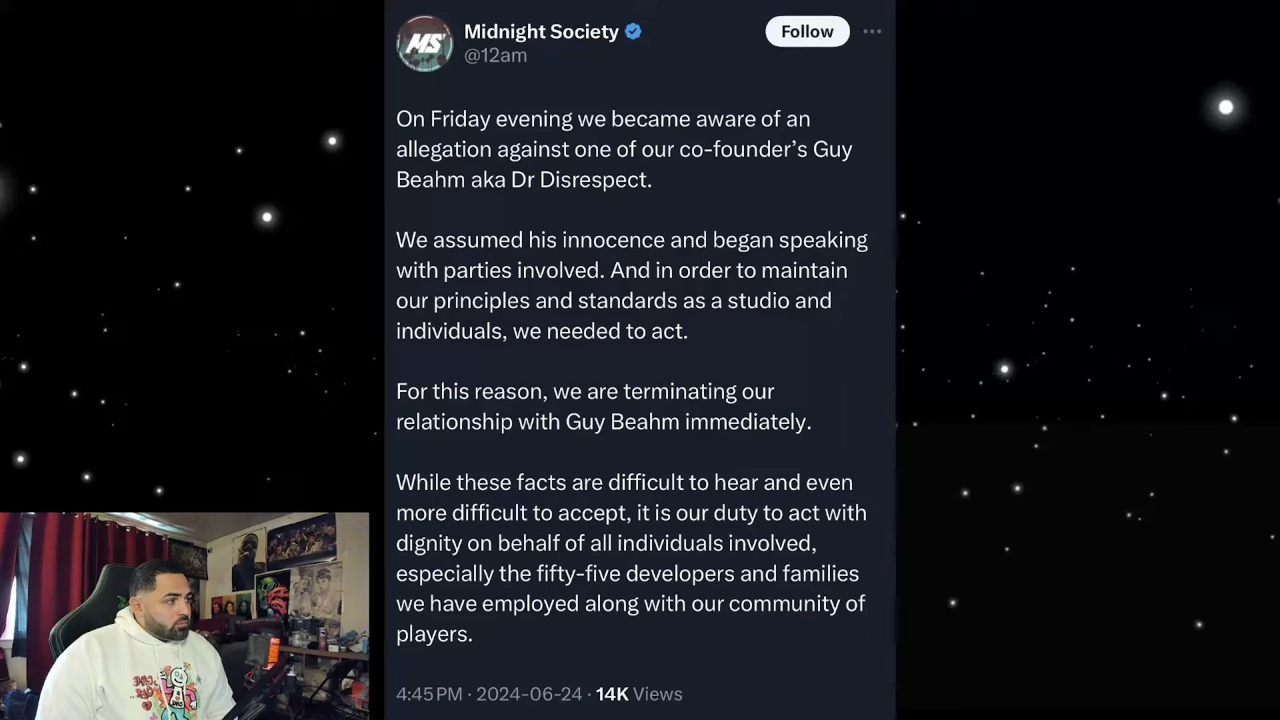 MS
Midnight Society
@12am
Follow
On Friday evening we became aware of an
allegation against one of our co-founder’s Guy
Beahm aka Dr Disrespect.
We assumed his innocence and began speaking
with parties involved. And in order to maintain
our principles and standards as a studio and
individuals, we needed to act.
For this reason, we are terminating our
relationship with Guy Beahm immediately.
While these facts are difficult to hear and even
more difficult to accept, it is our duty to act with
dignity on behalf of all individuals involved,
especially the fifty-five developers and families
we have employed along with our community of
players.
4:45 PM · 2024-06-24 · 14K Views